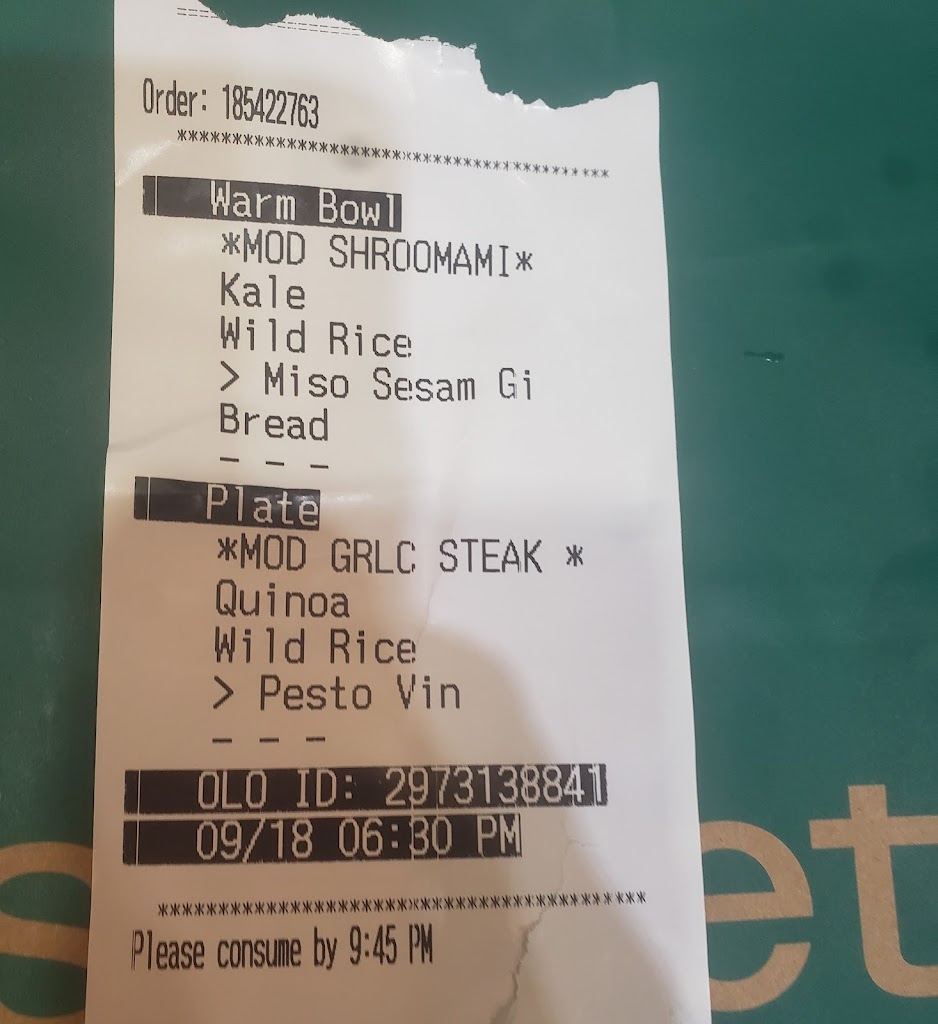 Order: 185422763
***************************************
Warm Bowl
*MOD SHROOMAMI*
Kale
Wild Rice
> Miso Sesam Gi
Bread
- - -
Plate
*MOD GRLC STEAK *
Quinoa
Wild Rice
> Pesto Vin
- - -
OLO ID: 2973138841
09/18 06:30 PM
***************************************
Please consume by 9:45 PM
s et